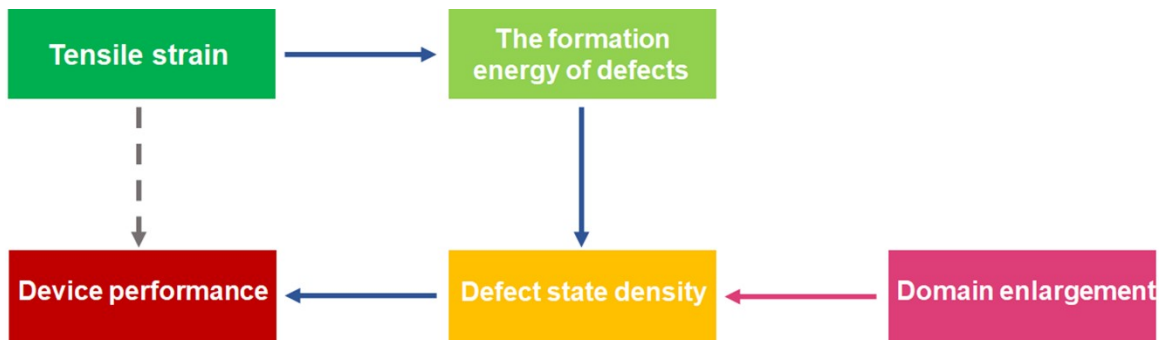 Tensile strain
The formation
energy of defects
Device performance
Defect state density
Domain enlargement